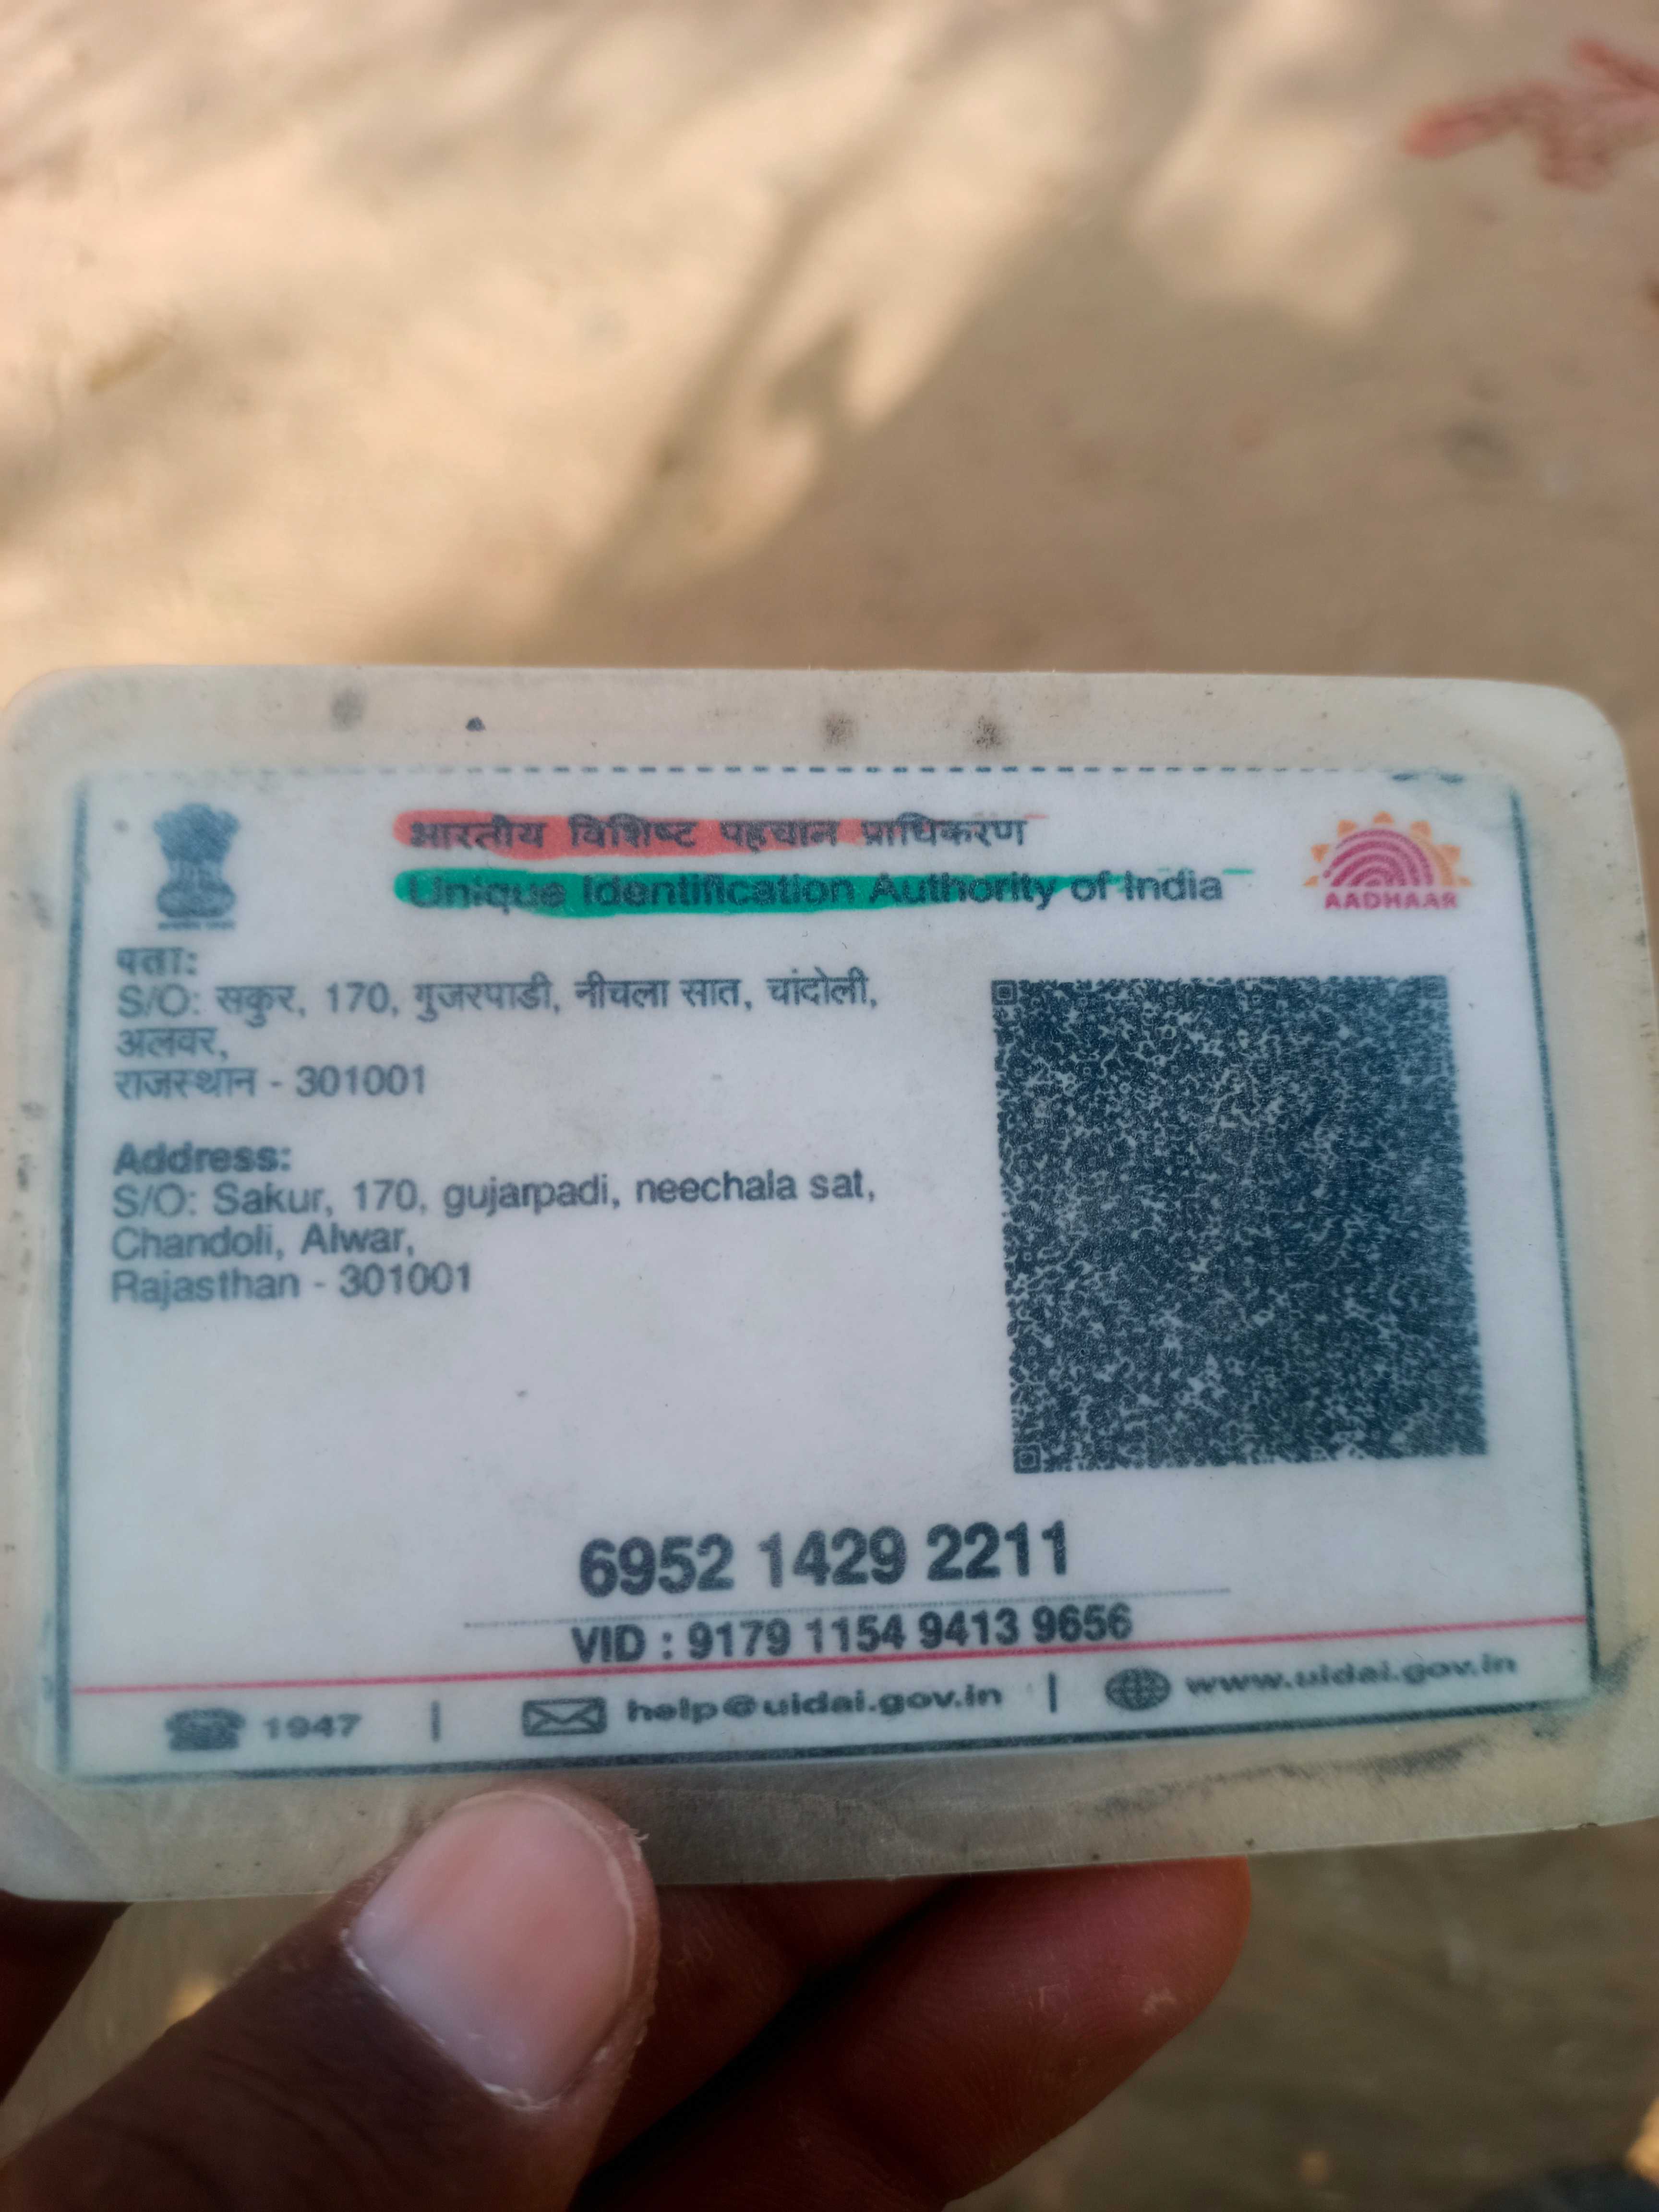 भारतीय विशिष्ट पहचान प्राधिकरण
Unique Identification Authority of India
AADHAAR
पता:
S/O: सकुर, 170, गुजरपाडी, नीचला सात, चांदोली,
अलवर,
राजस्थान - 301001
Address:
S/O: Sakur, 170, gujarpadi, neechala sat,
Chandoli, Alwar,
Rajasthan - 301001
6952 1429 2211
VID : 9179 1154 9413 9656
1947 | help@uidai.gov.in | www.uidai.gov.in